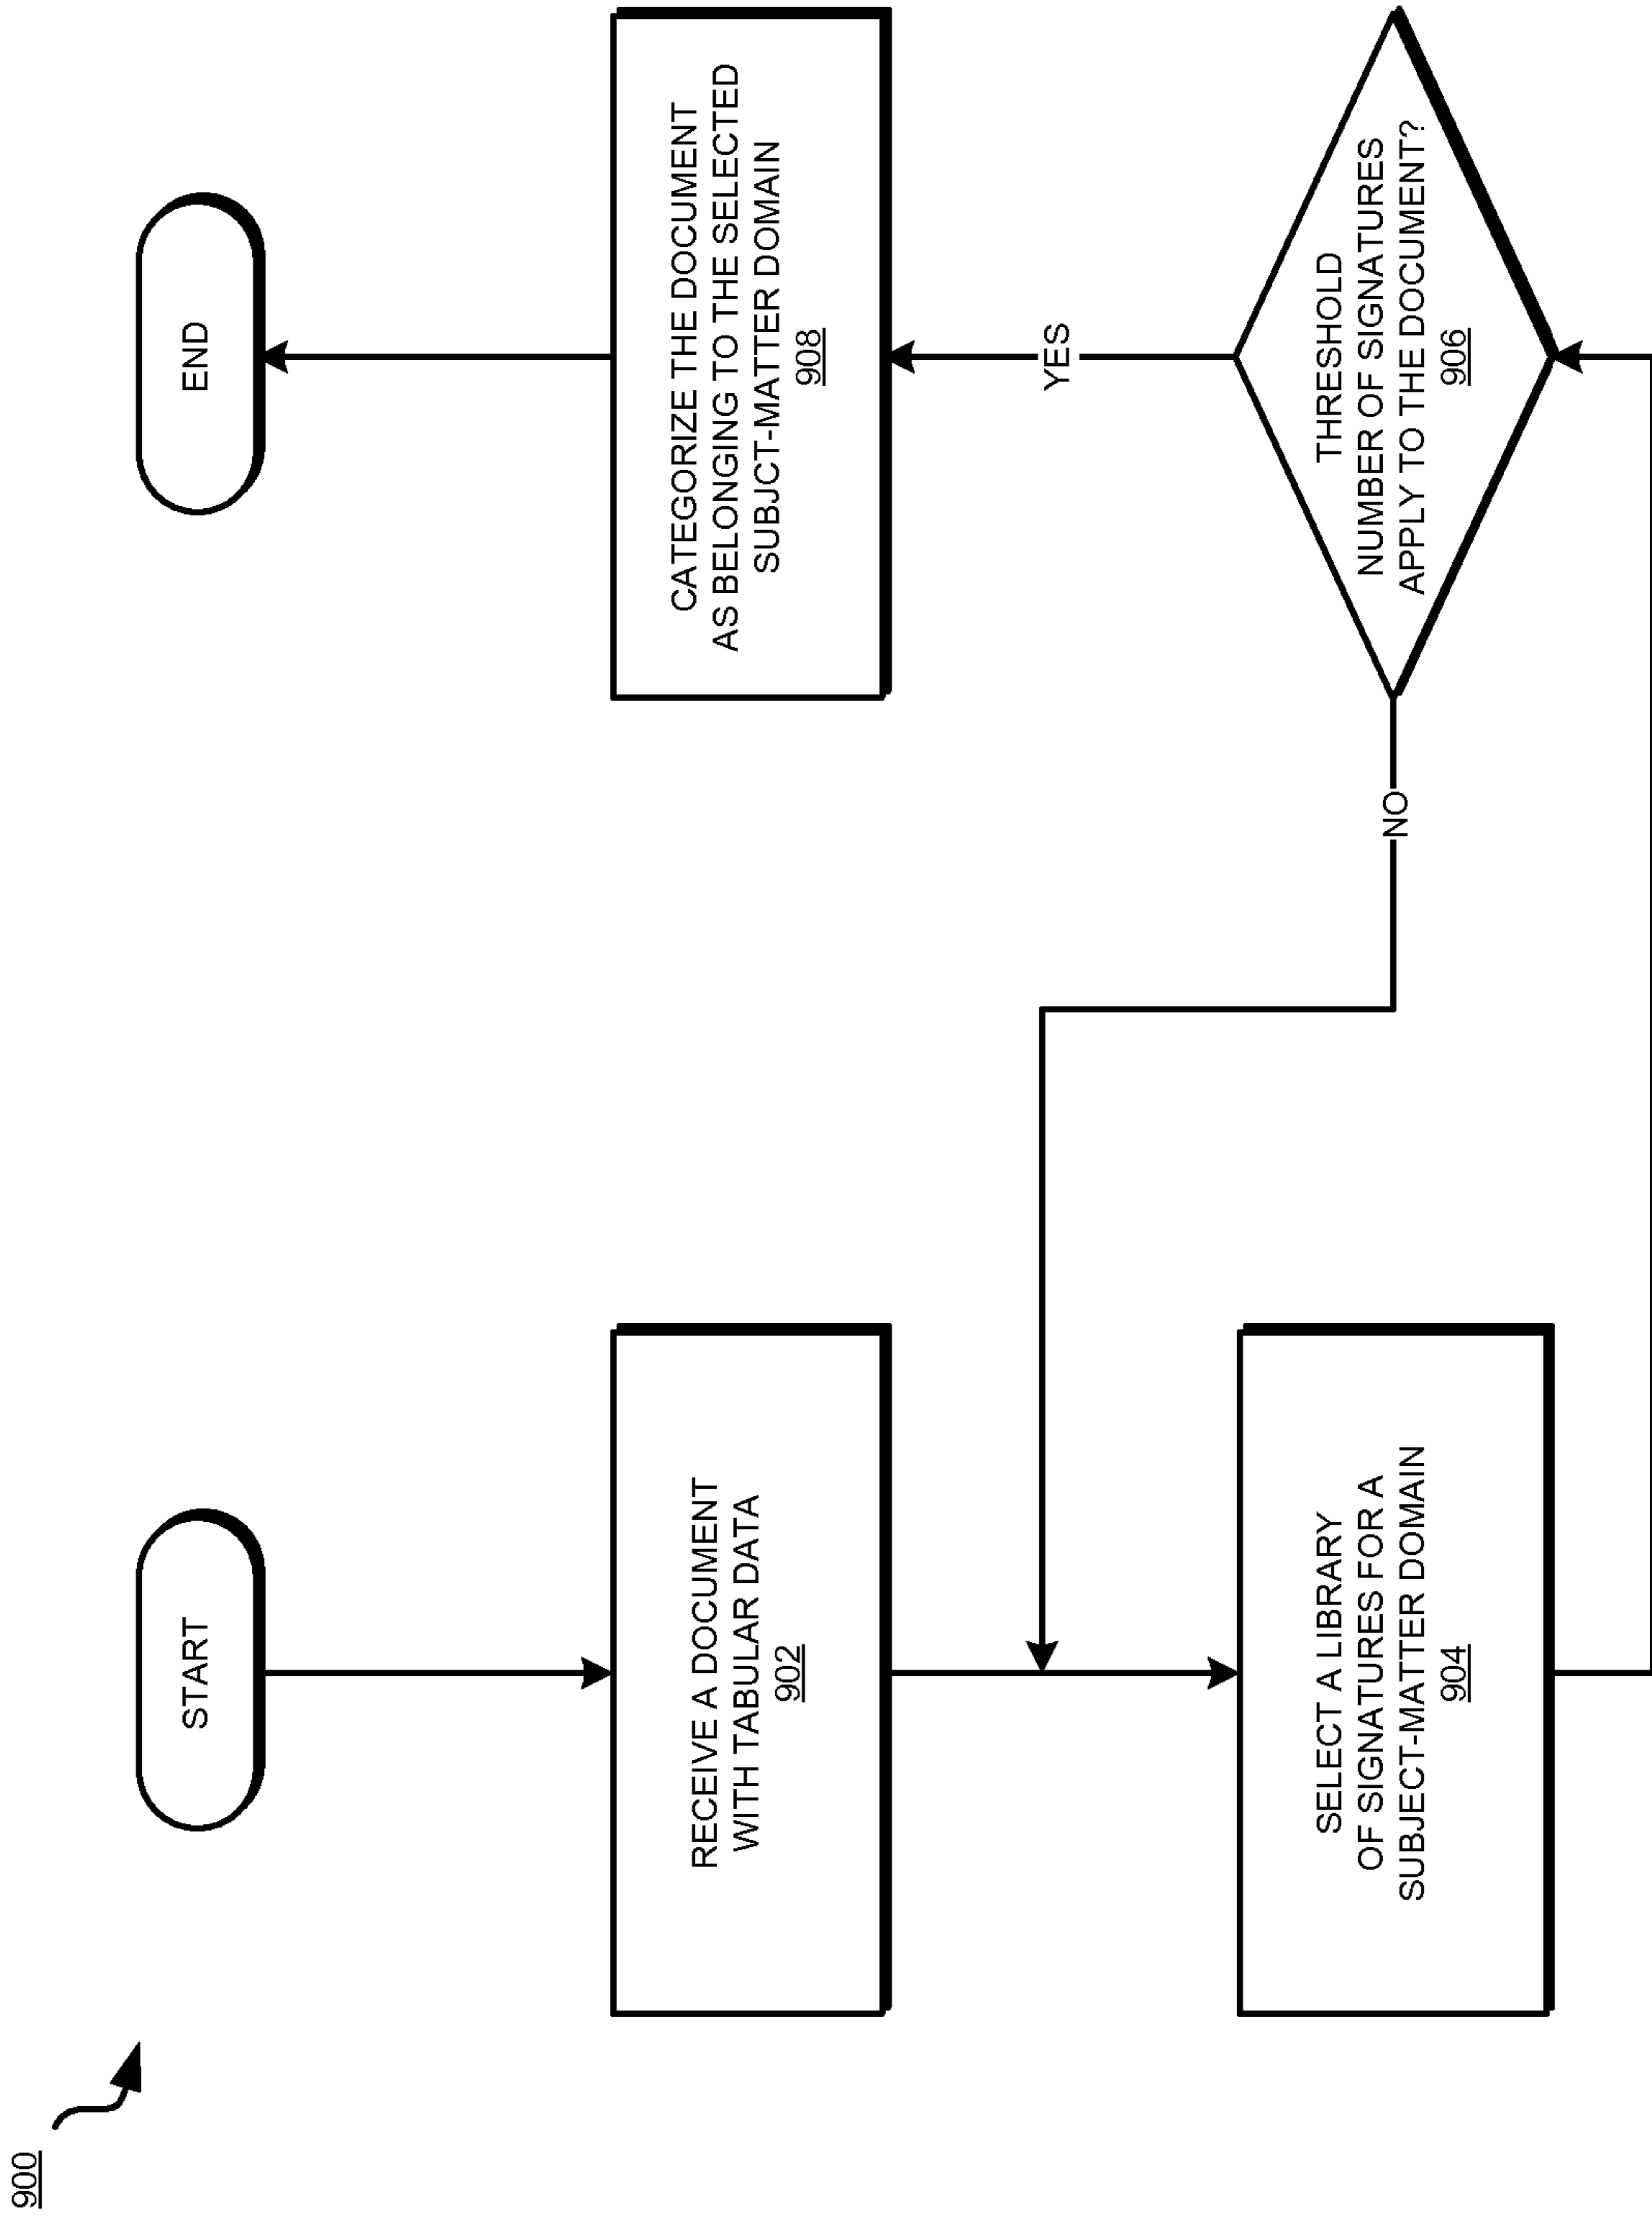 900
START
RECEIVE A DOCUMENT
WITH TABULAR DATA
902
SELECT A LIBRARY
OF SIGNATURES FOR A
SUBJECT-MATTER DOMAIN
904
THRESHOLD
NUMBER OF SIGNATURES
APPLY TO THE DOCUMENT?
906
NO
YES
CATEGORIZE THE DOCUMENT
AS BELONGING TO THE SELECTED
SUBJCT-MATTER DOMAIN
908
END